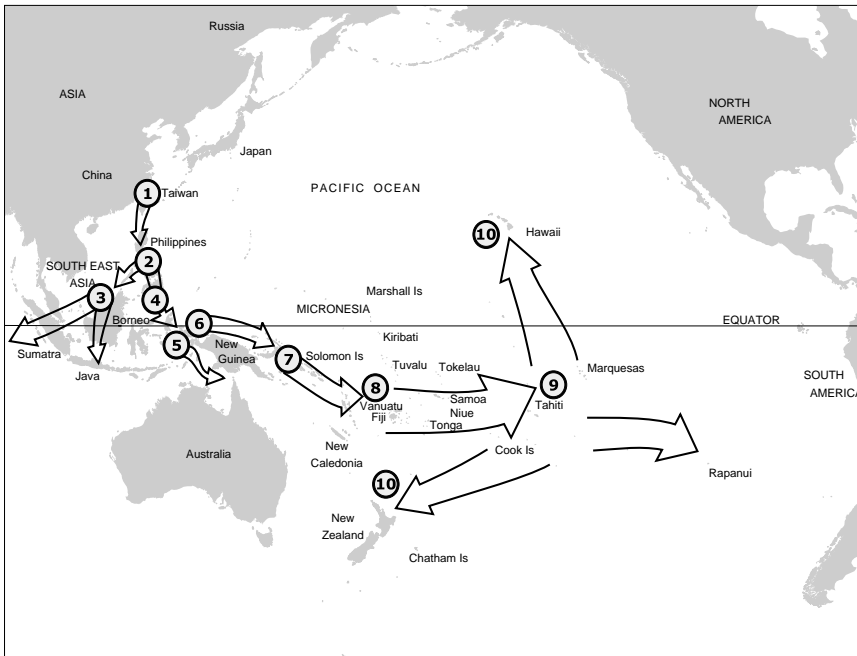 Russia
ASIA
NORTH
AMERICA
Japan
China
PACIFIC OCEAN
1
Taiwan
10
Hawaii
Philippines
2
SOUTH EAST
ASIA
3
4
Marshall Is
MICRONESIA
Borneo
6
EQUATOR
Kiribati
5
New
Guinea
7
Solomon Is
Sumatra
Java
Tuvalu
Tokelau
Marquesas
SOUTH
AMERICA
8
9
Vanuatu
Fiji
Samoa
Niue
Tonga
Tahiti
Australia
New
Caledonia
Cook Is
Rapanui
10
New
Zealand
Chatham Is